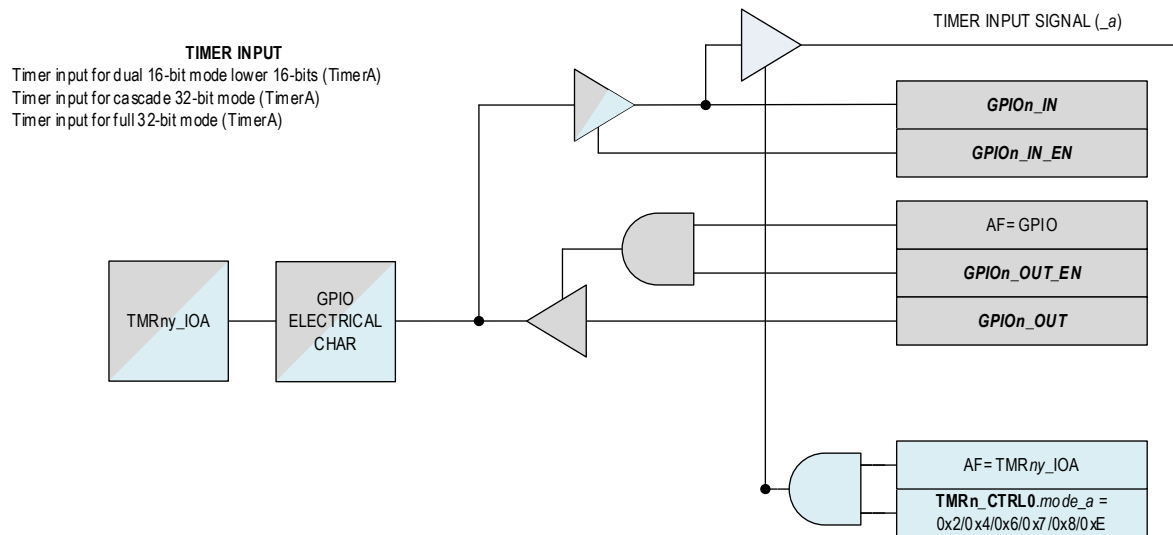 TIMER INPUT SIGNAL (_a)
TIMER INPUT
Timer input for dual 16-bit mode lower 16-bits (TimerA)
Timer input for cascade 32-bit mode (TimerA)
Timer input for full 32-bit mode (TimerA)
GPIOn_IN
GPIOn_IN_EN
AF= GPIO
GPIOn_OUT_EN
GPIOn_OUT
TMRny_IOA
GPIO
ELECTRICAL
CHAR
AF= TMRny_IOA
TMRn_CTRL0.mode_a =
0x2/0x4/0x6/0x7/0x8/0xE